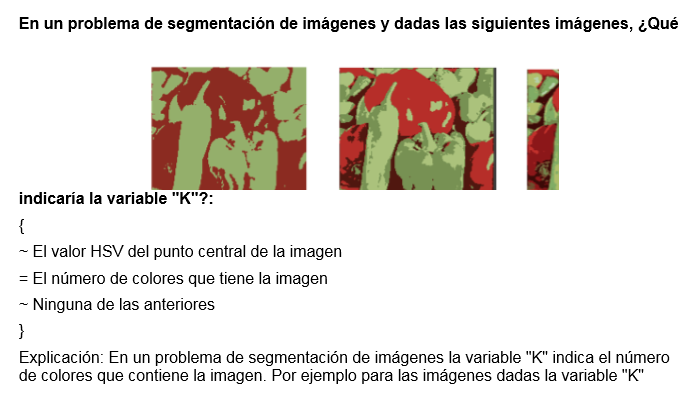 En un problema de segmentación de imágenes y dadas las siguientes imágenes, ¿Qué
indicaría la variable "K"?:
{
~ El valor HSV del punto central de la imagen
= El número de colores que tiene la imagen
~ Ninguna de las anteriores
}
Explicación: En un problema de segmentación de imágenes la variable "K" indica el número
de colores que contiene la imagen. Por ejemplo para las imágenes dadas la variable "K"